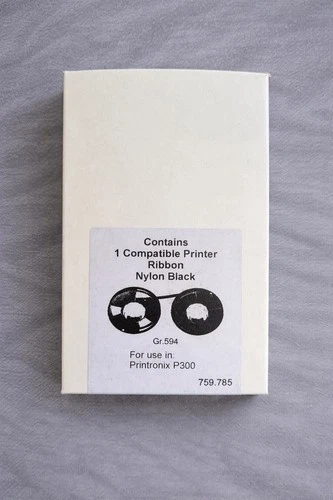 Contains
1 Compatible Printer
Ribbon
Nylon Black
Gr.594
For use in:
Printronix P300
759.785